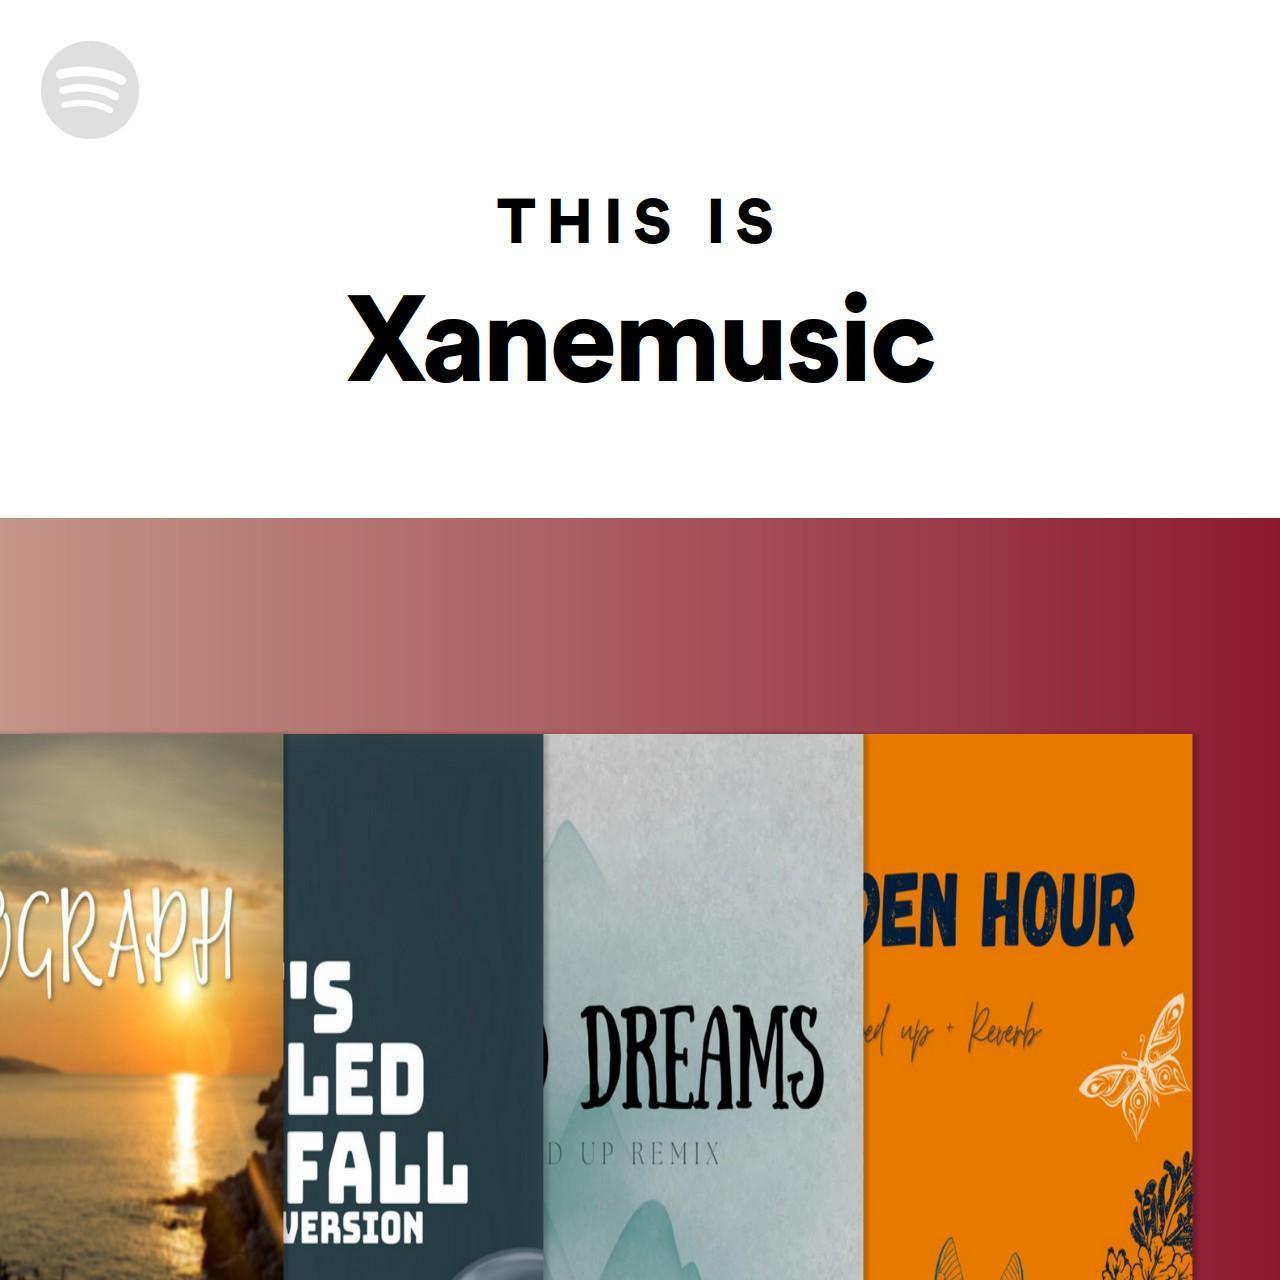 THIS IS
Xanemusic
OGRAPH
'S
LED
FALL
VERSION
DREAMS
D UP REMIX
DEN HOUR
ed up + Reverb